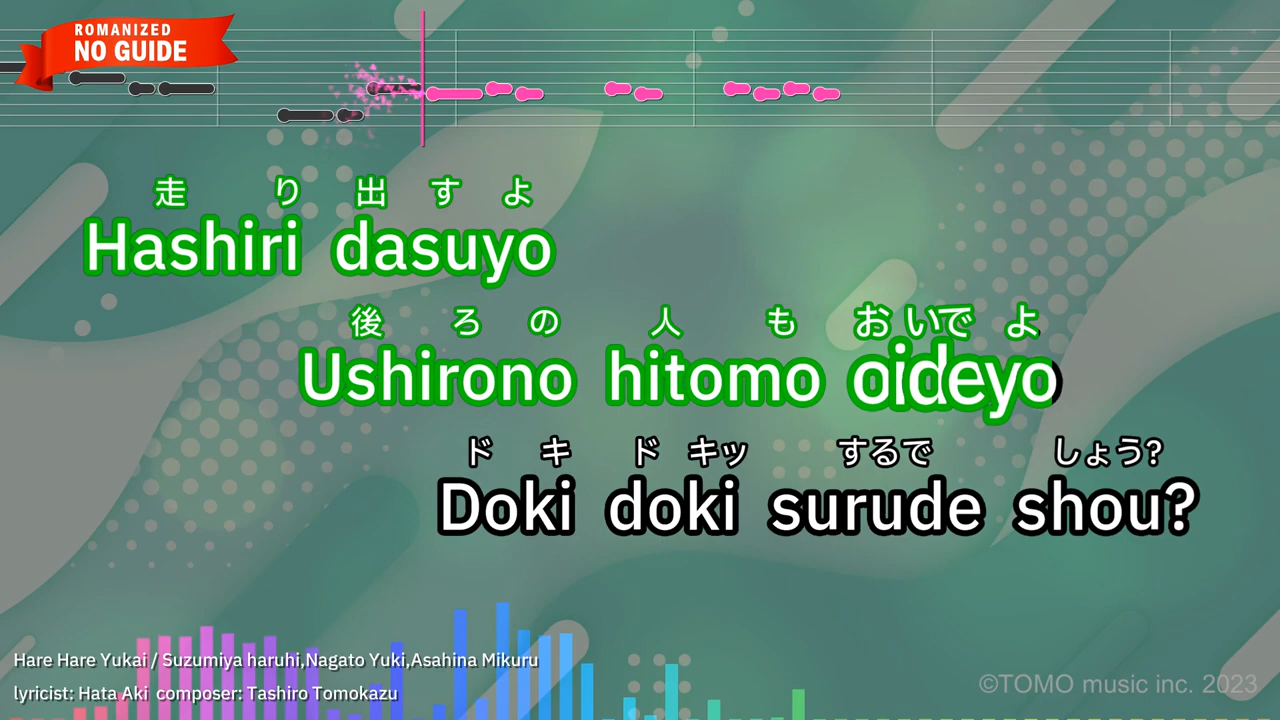 ROMANIZED
NO GUIDE
走り出すよ
Hashiri dasuyo
後ろの人もおいでよ
Ushirono hitomo oideyo
ドキドキッするでしょう?
Doki doki surude shou?
Hare Hare Yukai / Suzumiya haruhi,Nagato Yuki,Asahina Mikuru
lyricist: Hata Aki composer: Tashiro Tomokazu
©TOMO music inc. 2023